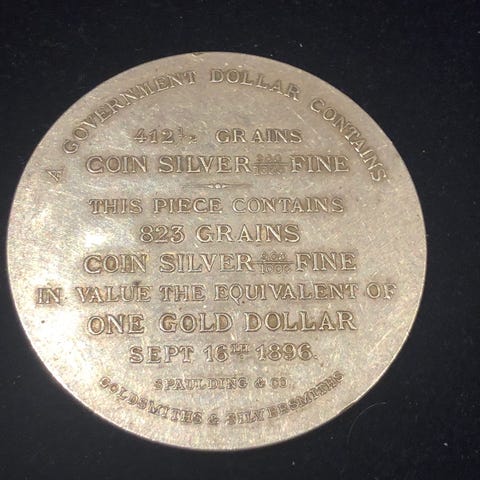 A GOVERNMENT DOLLAR CONTAINS
412½ GRAINS
COIN SILVER 900/1000 FINE
THIS PIECE CONTAINS
823 GRAINS
COIN SILVER 900/1000 FINE
IN VALUE THE EQUIVALENT OF
ONE GOLD DOLLAR
SEPT 16TH 1896.
SPAULDING & CO
GOLDSMITHS & SILVERSMITHS